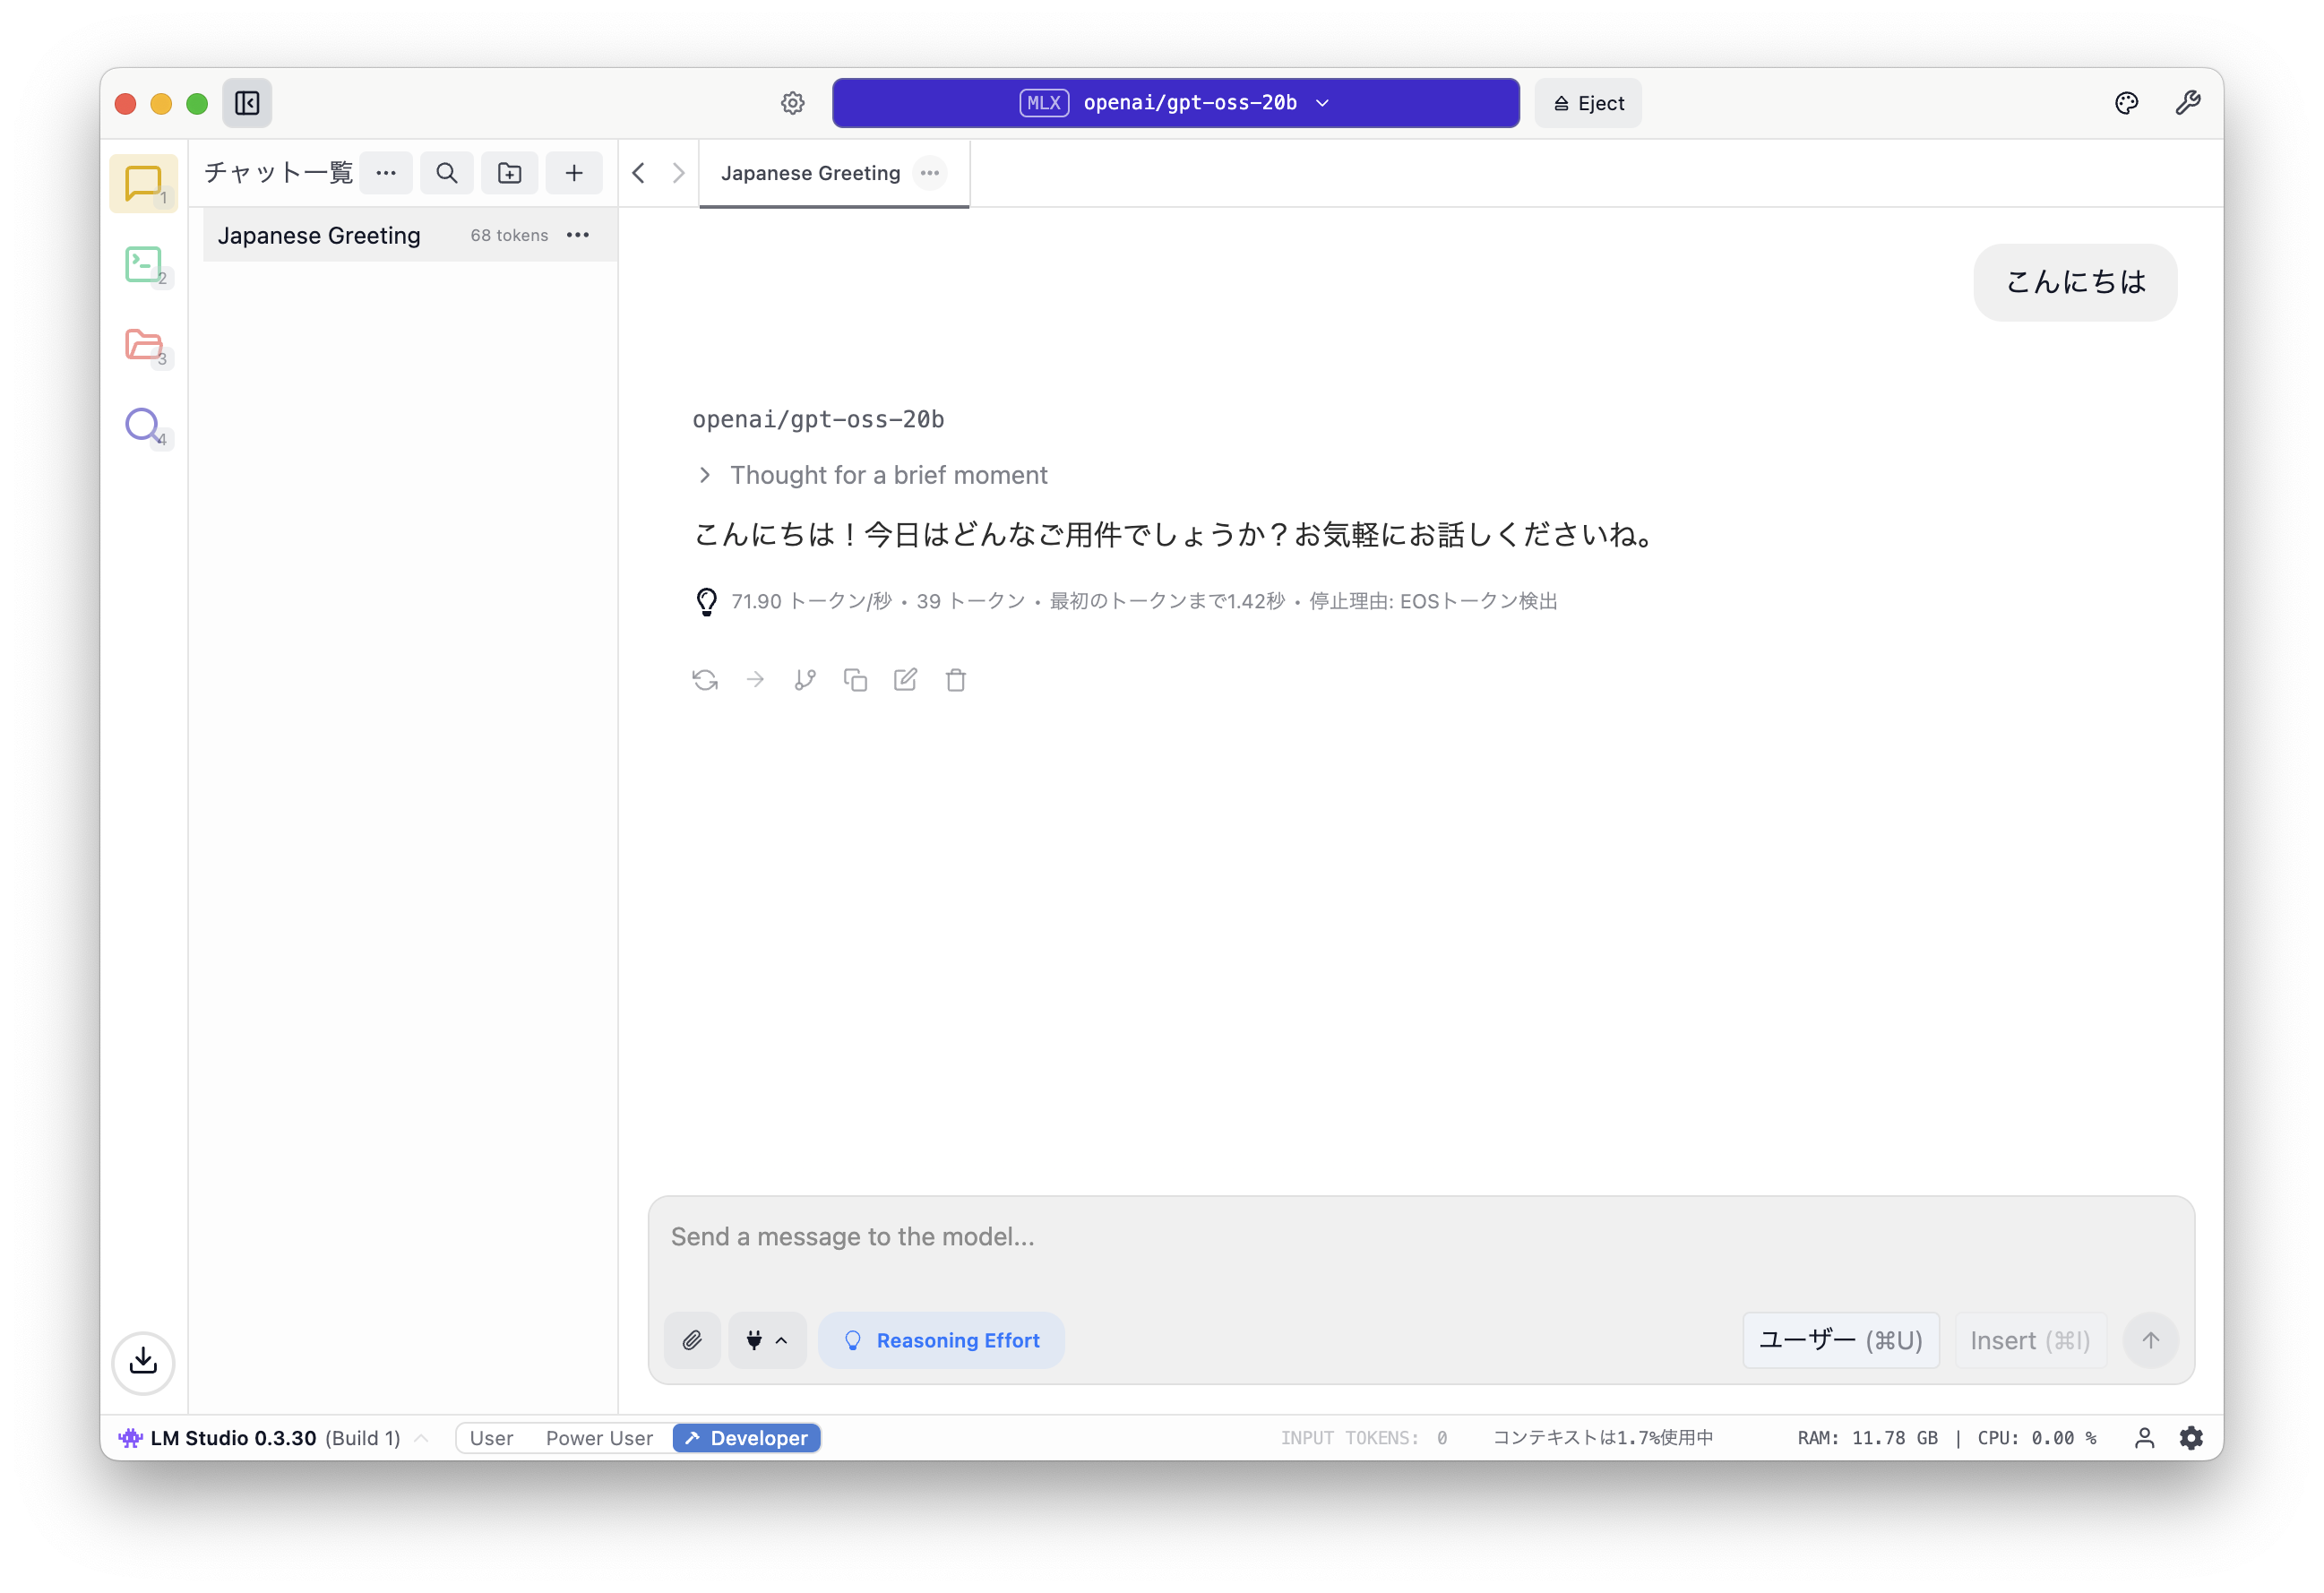 MLX openai/gpt-oss-20b
Eject
チャット一覧
Japanese Greeting
1
Japanese Greeting 68 tokens
2
3
4
こんにちは
openai/gpt-oss-20b
Thought for a brief moment
こんにちは！今日はどんなご用件でしょうか？お気軽にお話しくださいね。
71.90 トークン/秒 • 39 トークン • 最初のトークンまで1.42秒 • 停止理由: EOSトークン検出
Send a message to the model...
Reasoning Effort
ユーザー (⌘U)
Insert (⌘I)
LM Studio 0.3.30 (Build 1)
User Power User Developer
INPUT TOKENS: 0
コンテキストは1.7%使用中
RAM: 11.78 GB | CPU: 0.00 %